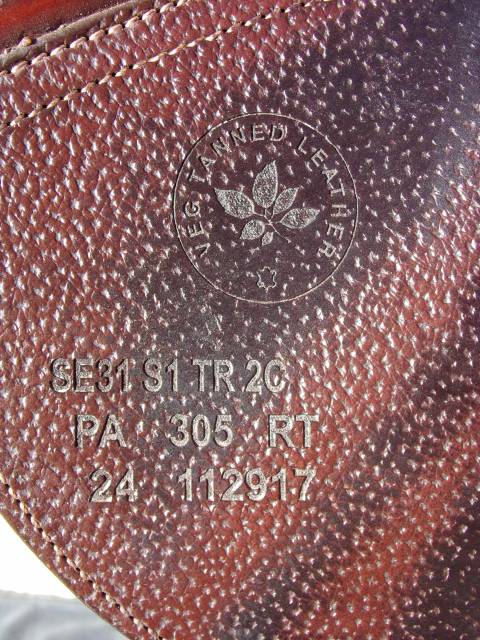 VEG TANNED LEATHER
SE31 S1 TR 2C
PA 305 RT
24 112917